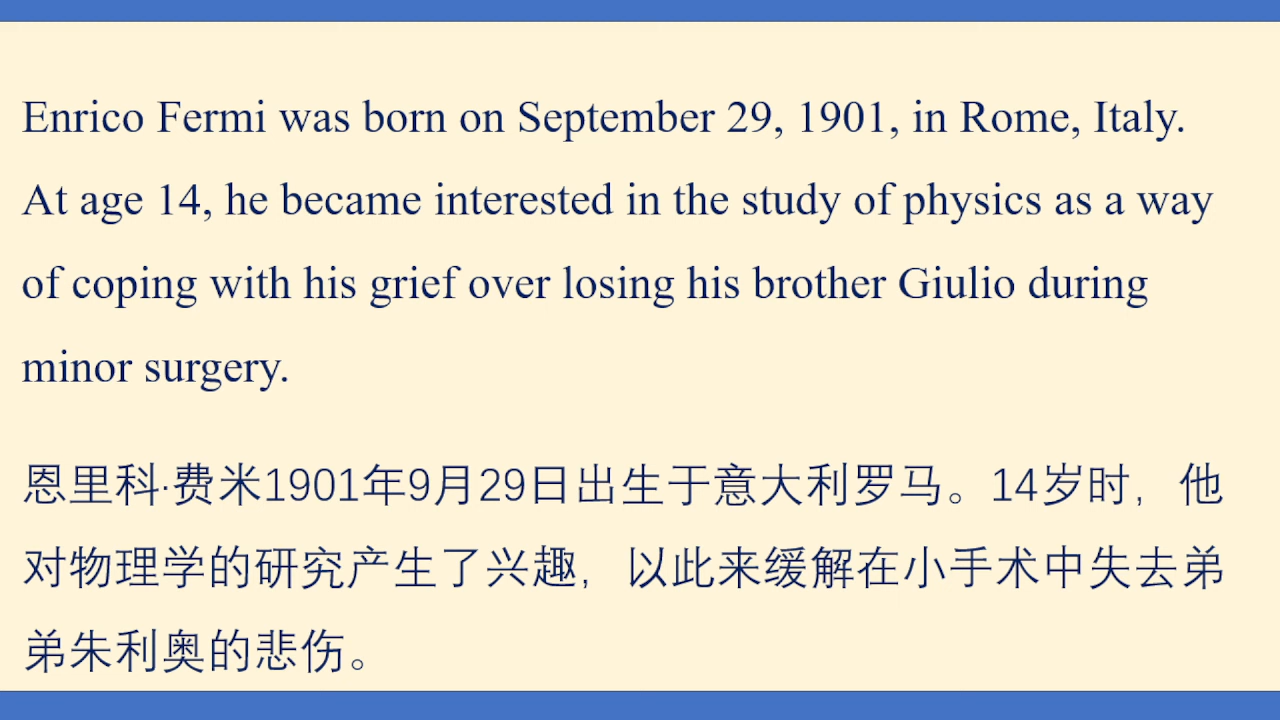 Enrico Fermi was born on September 29, 1901, in Rome, Italy.
At age 14, he became interested in the study of physics as a way
of coping with his grief over losing his brother Giulio during
minor surgery.
恩里科·费米1901年9月29日出生于意大利罗马。14岁时，他
对物理学的研究产生了兴趣，以此来缓解在小手术中失去弟
弟朱利奥的悲伤。